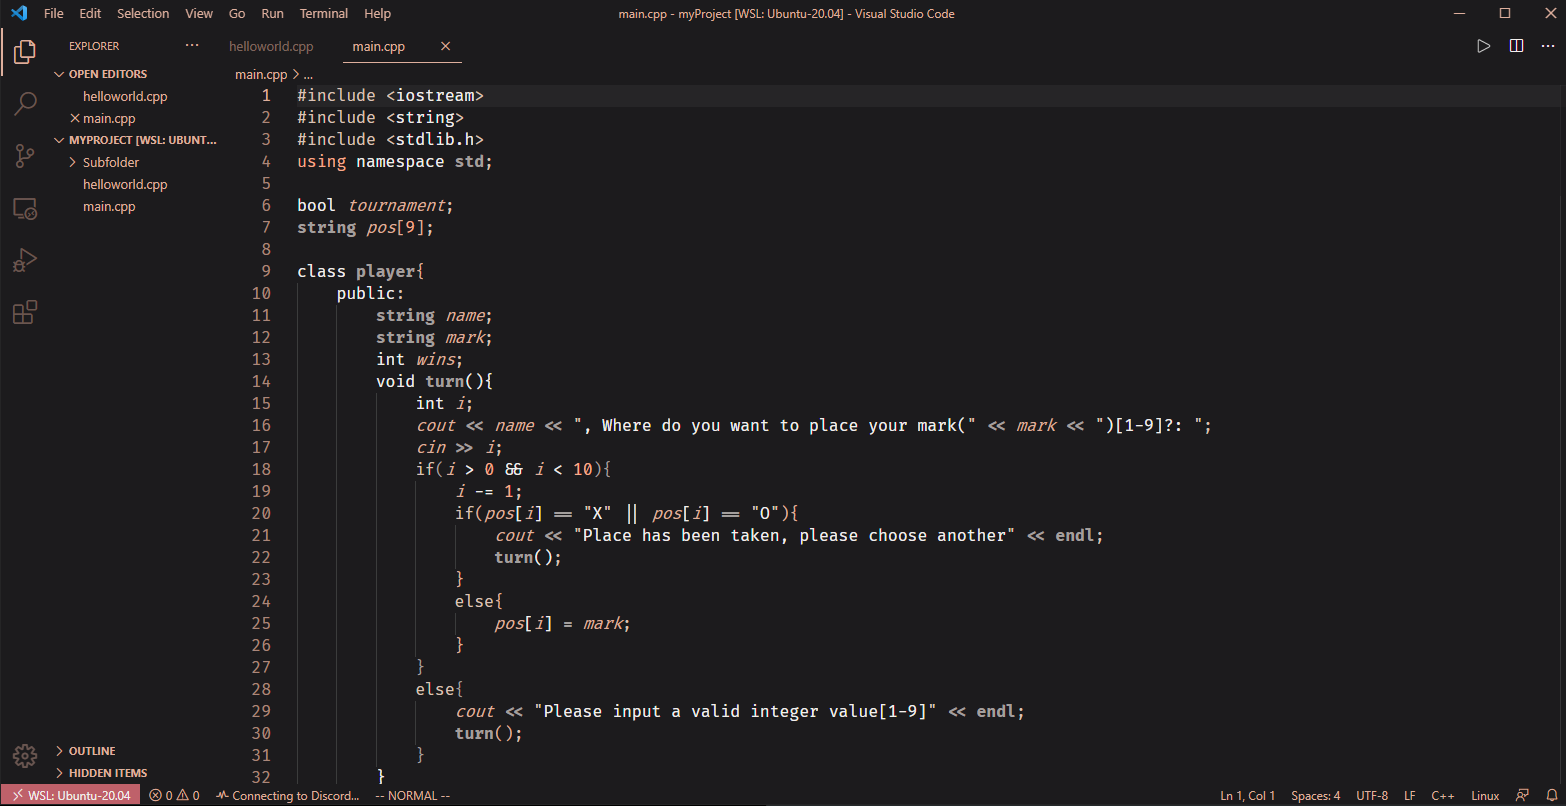 File Edit Selection View Go Run Terminal Help main.cpp - myProject [WSL: Ubuntu-20.04] - Visual Studio Code
EXPLORER
OPEN EDITORS
helloworld.cpp
main.cpp
MYPROJECT [WSL: UBUNT...
Subfolder
helloworld.cpp
main.cpp
OUTLINE
HIDDEN ITEMS
helloworld.cpp main.cpp
main.cpp > ...
1 #include <iostream>
2 #include <string>
3 #include <stdlib.h>
4 using namespace std;
5
6 bool tournament;
7 string pos[9];
8
9 class player{
10     public:
11         string name;
12         string mark;
13         int wins;
14         void turn(){
15             int i;
16             cout << name << ", Where do you want to place your mark(" << mark << ")[1-9]?: ";
17             cin >> i;
18             if(i > 0 && i < 10){
19                 i -= 1;
20                 if(pos[i] == "X" || pos[i] == "O"){
21                     cout << "Place has been taken, please choose another" << endl;
22                     turn();
23                 }
24                 else{
25                     pos[i] = mark;
26                 }
27             }
28             else{
29                 cout << "Please input a valid integer value[1-9]" << endl;
30                 turn();
31             }
32         }
WSL: Ubuntu-20.04 0 0 Connecting to Discord... -- NORMAL -- Ln 1, Col 1 Spaces: 4 UTF-8 LF C++ Linux